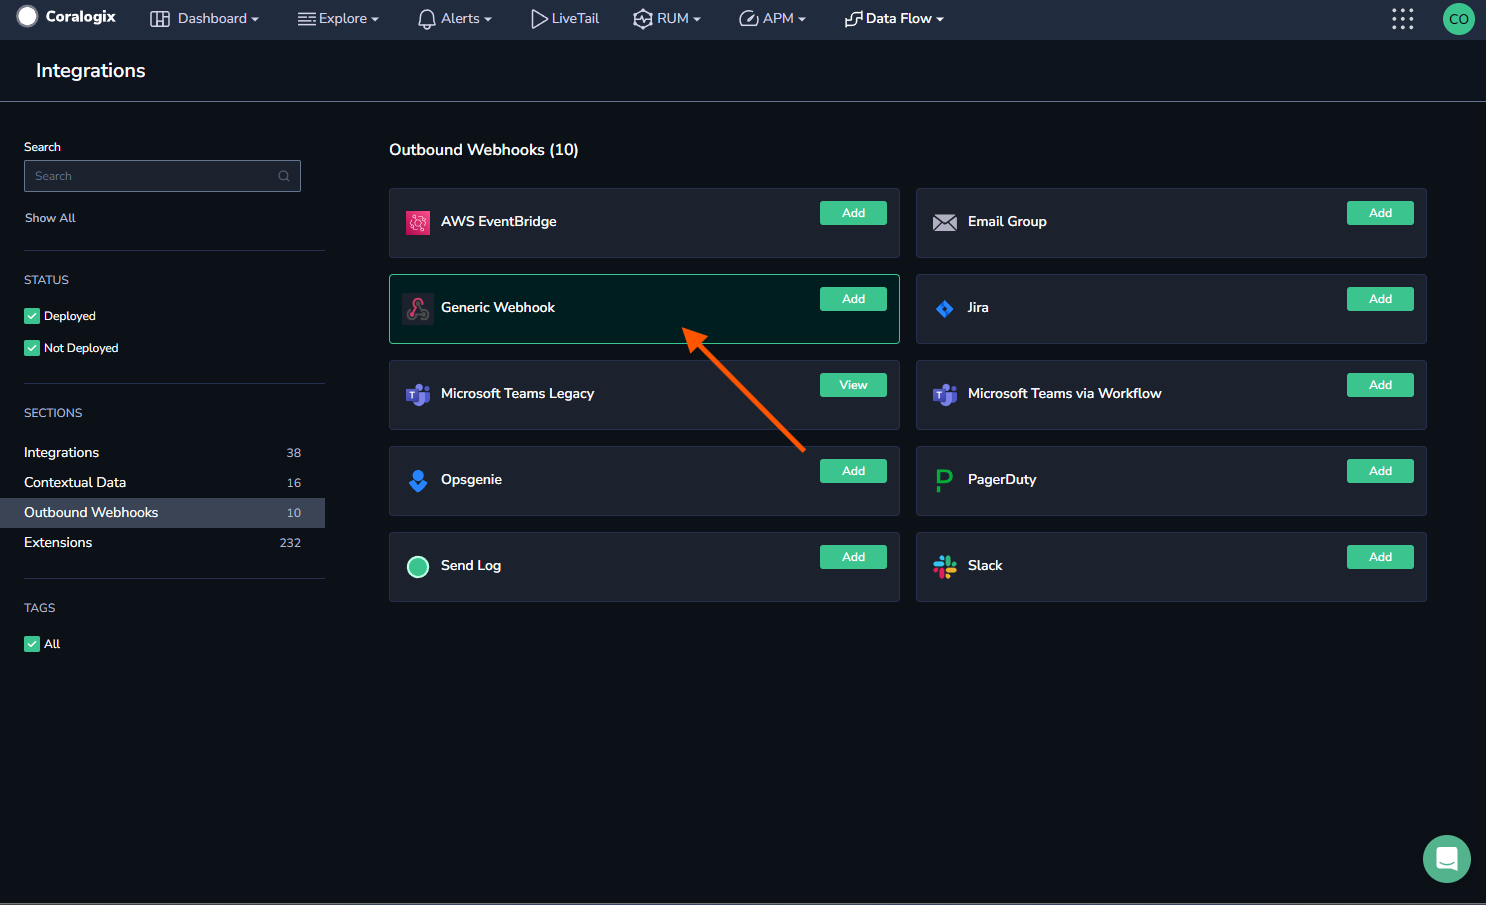 Coralogix Dashboard Explore Alerts LiveTail RUM APM Data Flow CO
Integrations
Search
Search
Show All
STATUS
Deployed
Not Deployed
SECTIONS
Integrations 38
Contextual Data 16
Outbound Webhooks 10
Extensions 232
TAGS
All
Outbound Webhooks (10)
AWS EventBridge Add
Email Group Add
Generic Webhook Add
Jira Add
Microsoft Teams Legacy View
Microsoft Teams via Workflow Add
Opsgenie Add
PagerDuty Add
Send Log Add
Slack Add